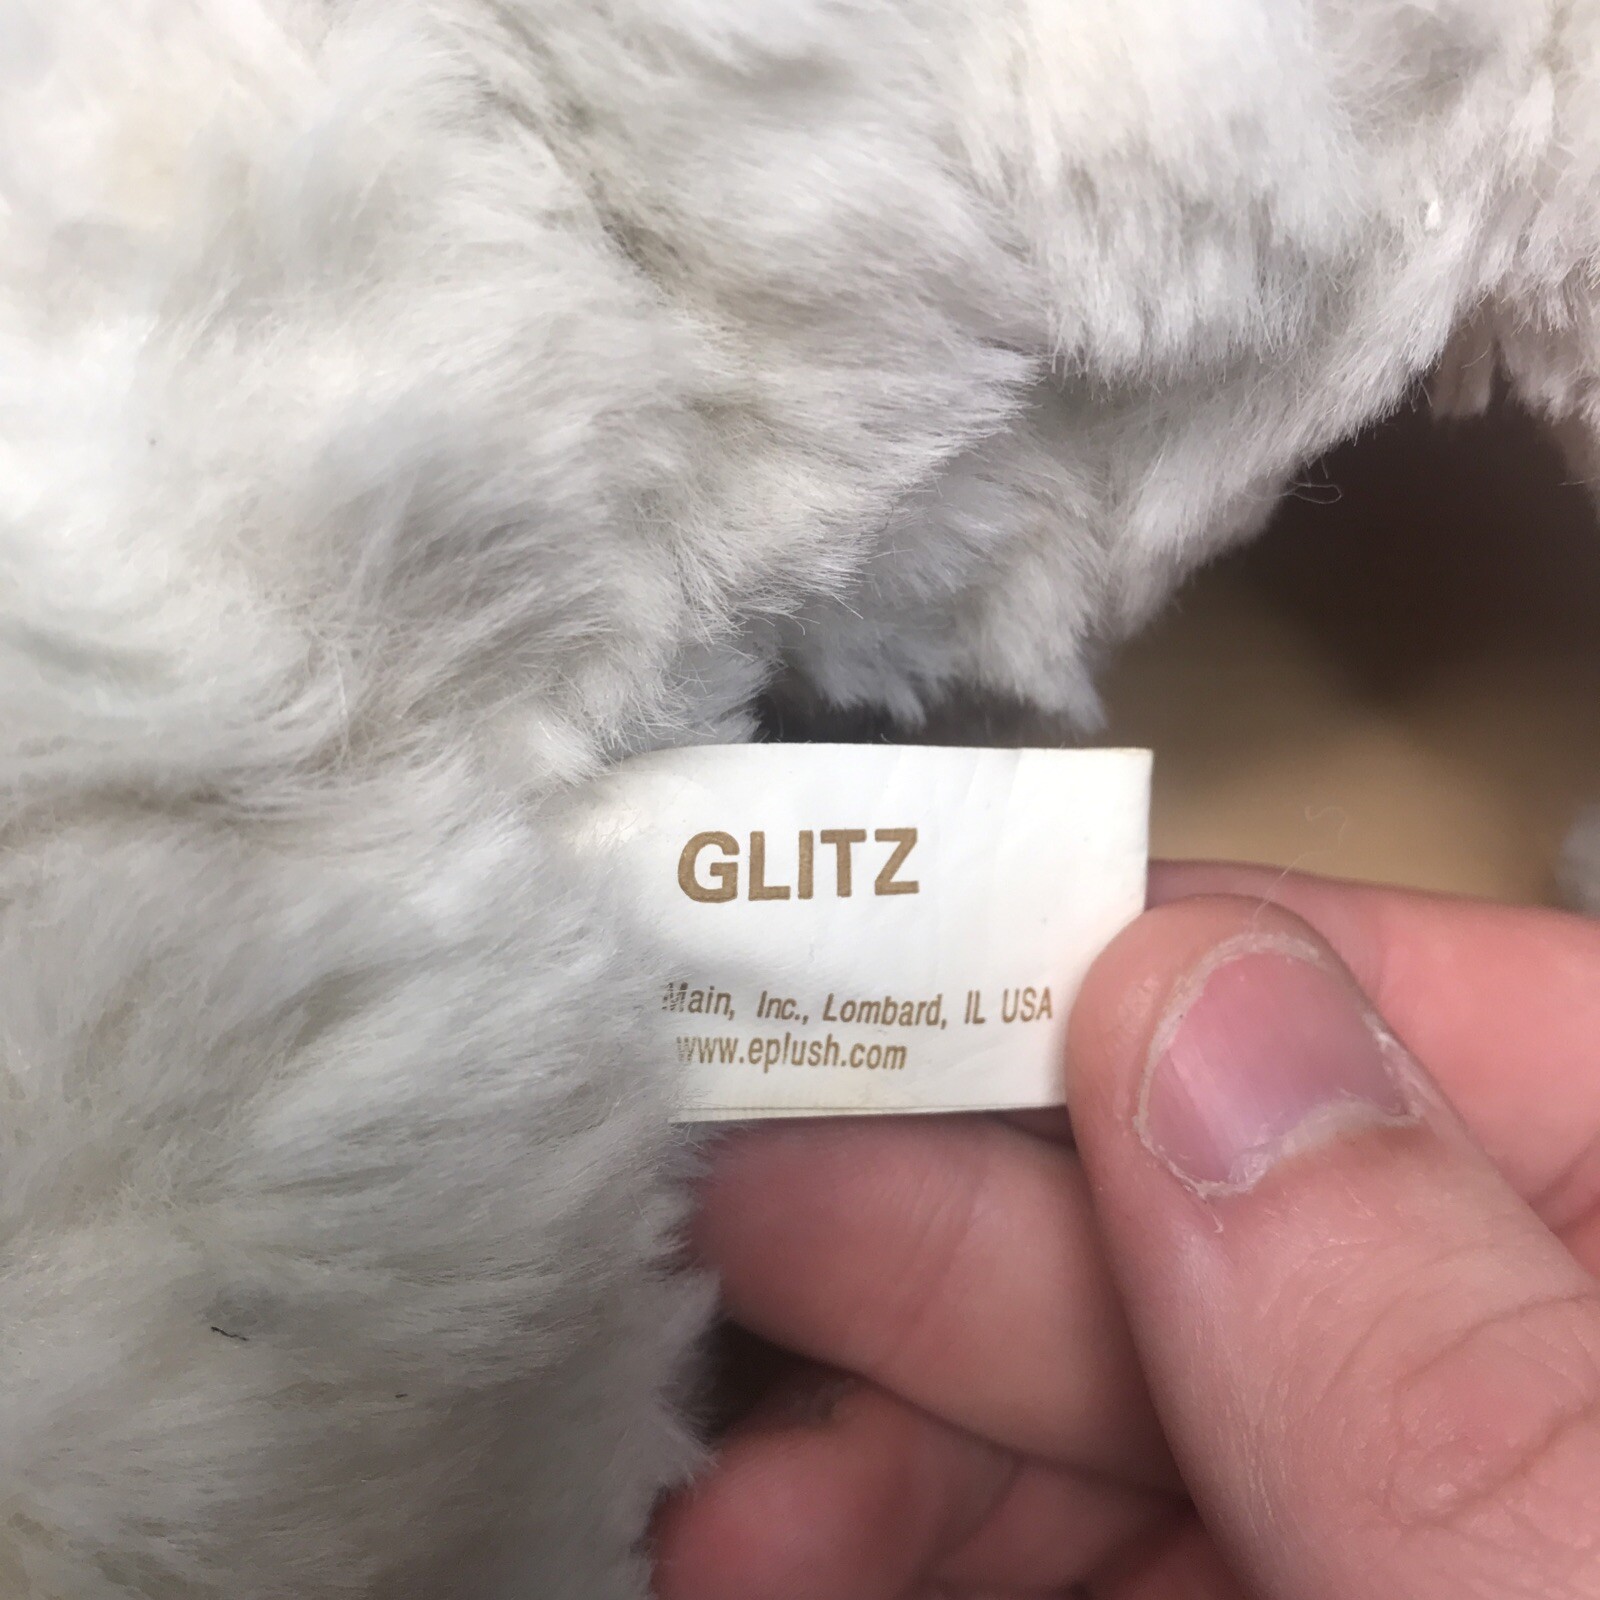 GLITZ
Main, Inc., Lombard, IL USA
www.eplush.com